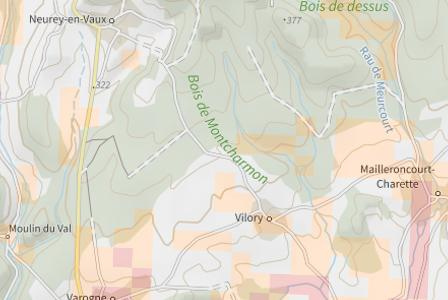 Bois de dessus
Neurey-en-Vaux
377
Rau de Meurcourt
322
Bois de Montcharmon
Mailleroncourt-
Charette
Vilory
Moulin du Val
Varogne